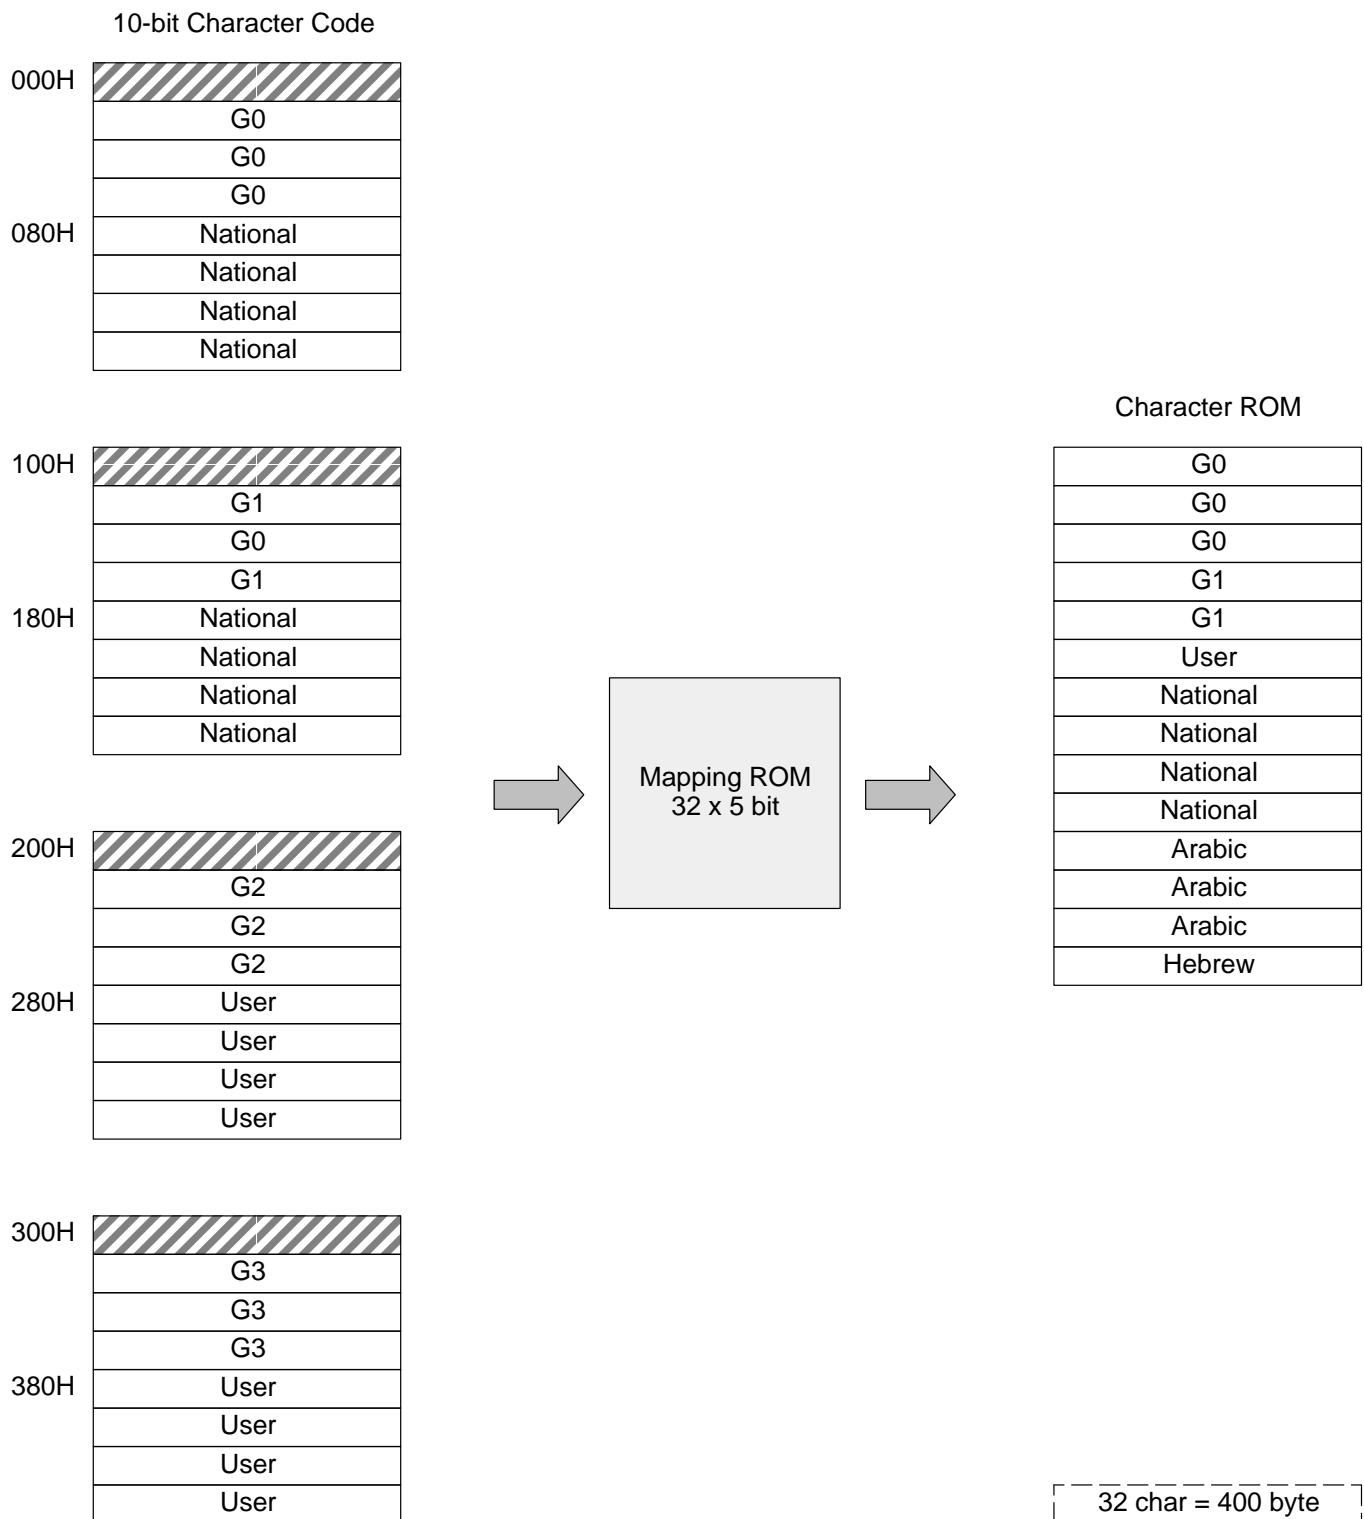 10-bit Character Code
000H
G0
G0
G0
080H
National
National
National
National
100H
G1
G0
G1
180H
National
National
National
National
200H
G2
G2
G2
280H
User
User
User
User
300H
G3
G3
G3
380H
User
User
User
User
Mapping ROM
32 x 5 bit
Character ROM
G0
G0
G0
G1
G1
User
National
National
National
National
Arabic
Arabic
Arabic
Hebrew
32 char = 400 byte